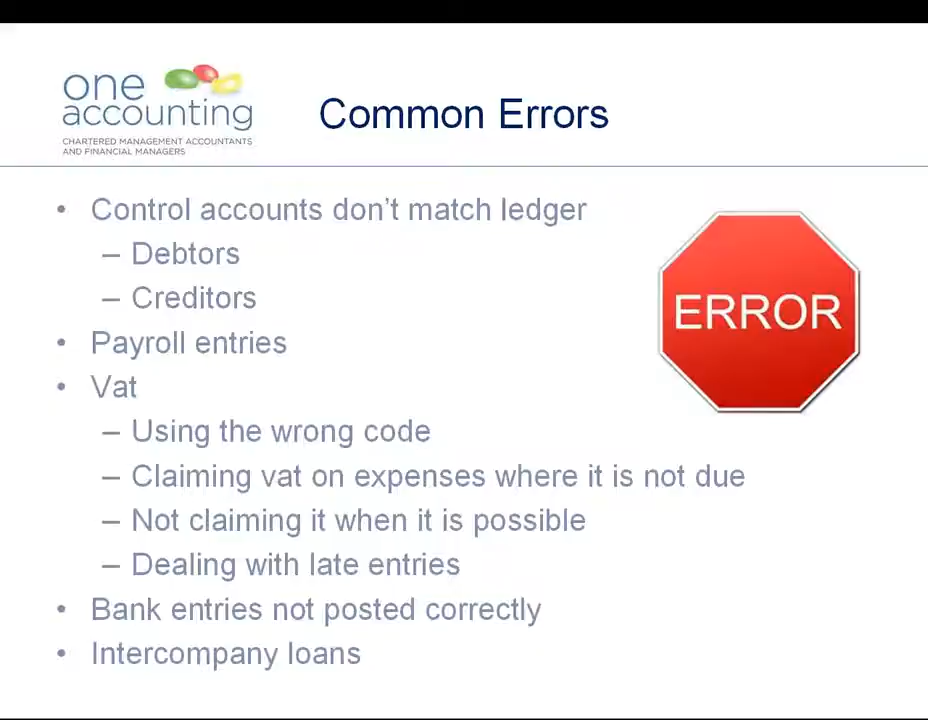 one
accounting
CHARTERED MANAGEMENT ACCOUNTANTS
AND FINANCIAL MANAGERS
Common Errors
• Control accounts don't match ledger
– Debtors
– Creditors
• Payroll entries
• Vat
– Using the wrong code
– Claiming vat on expenses where it is not due
– Not claiming it when it is possible
– Dealing with late entries
• Bank entries not posted correctly
• Intercompany loans
ERROR